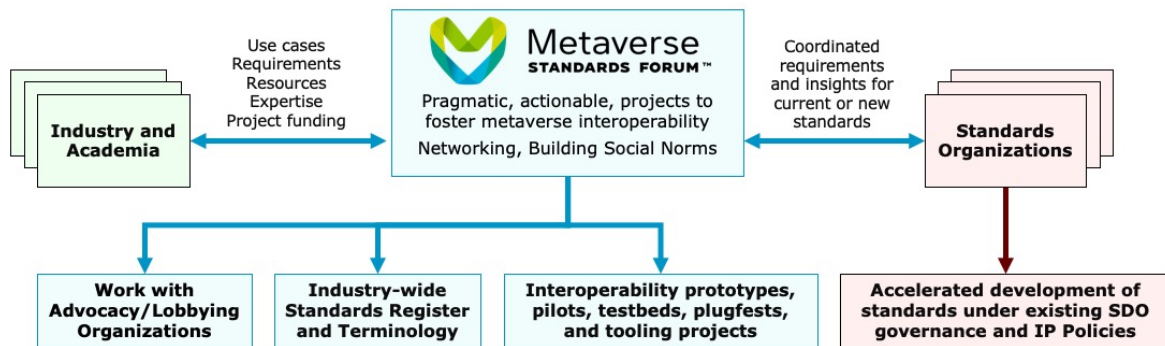 Use cases
Requirements
Resources
Expertise
Project funding
Industry and
Academia
Metaverse
STANDARDS FORUM™
Pragmatic, actionable, projects to
foster metaverse interoperability
Networking, Building Social Norms
Coordinated
requirements
and insights for
current or new
standards
Standards
Organizations
Work with
Advocacy/Lobbying
Organizations
Industry-wide
Standards Register
and Terminology
Interoperability prototypes,
pilots, testbeds, plugfests,
and tooling projects
Accelerated development of
standards under existing SDO
governance and IP Policies